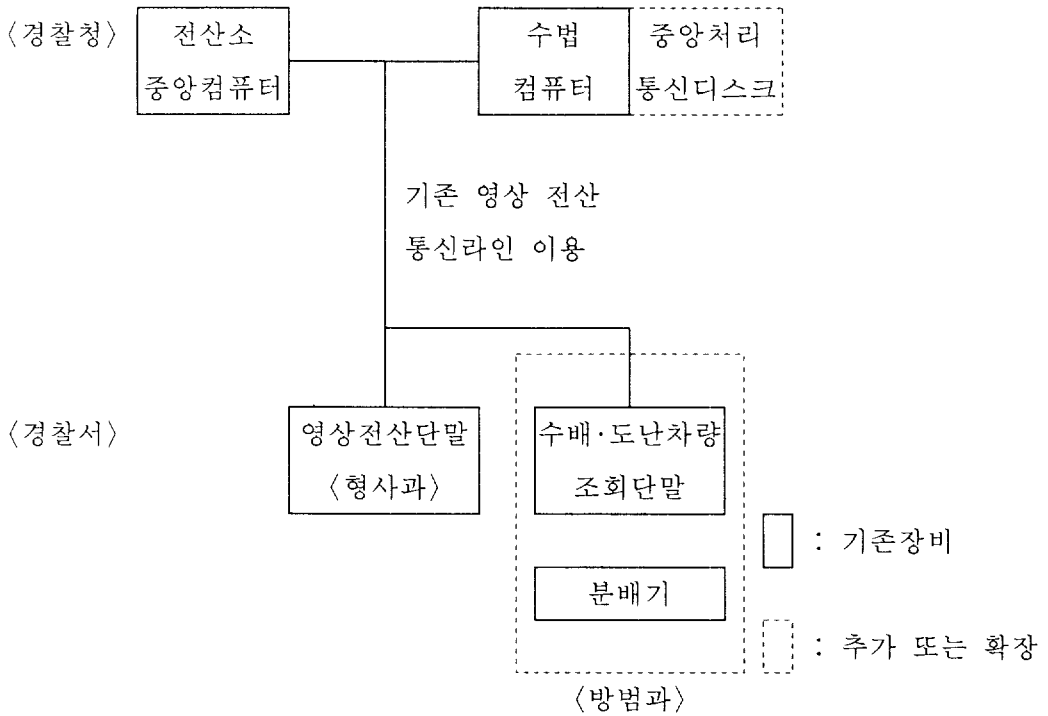 〈경찰청〉
전산소
중앙컴퓨터
수법
컴퓨터
중앙처리
통신디스크
기존 영상 전산
통신라인 이용
〈경찰서〉
영상전산단말
〈형사과〉
수배·도난차량
조회단말
분배기
: 기존장비
: 추가 또는 확장
〈방범과〉